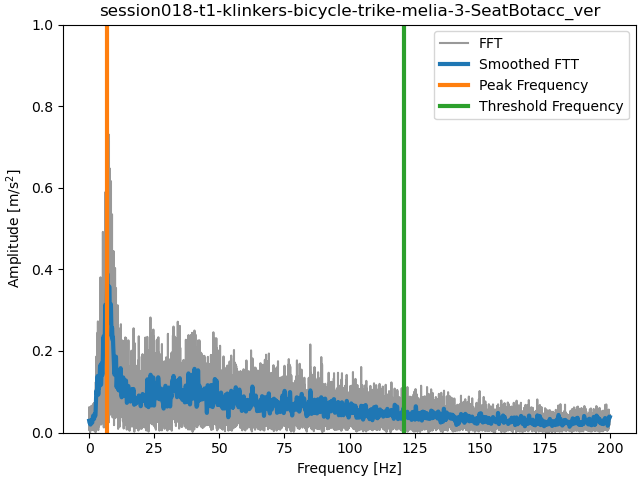 session018-t1-klinkers-bicycle-trike-melia-3-SeatBotacc_ver
1.0
0.8
0.6
0.4
0.2
0.0
Amplitude [m/s²]
FFT
Smoothed FTT
Peak Frequency
Threshold Frequency
0 25 50 75 100 125 150 175 200
Frequency [Hz]